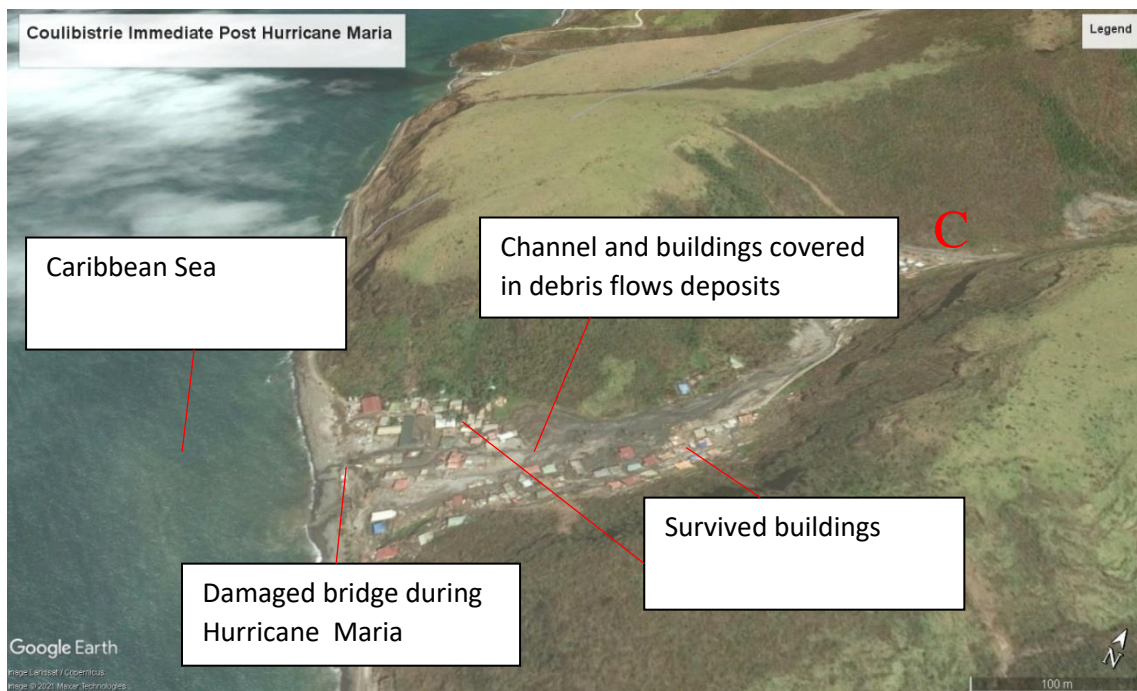 Coulibistrie Immediate Post Hurricane Maria
Legend
C
Caribbean Sea
Channel and buildings covered
in debris flows deposits
Survived buildings
Damaged bridge during
Hurricane Maria
Google Earth
Image Landsat / Copernicus
Image © 2021 Maxar Technologies
N
100 m